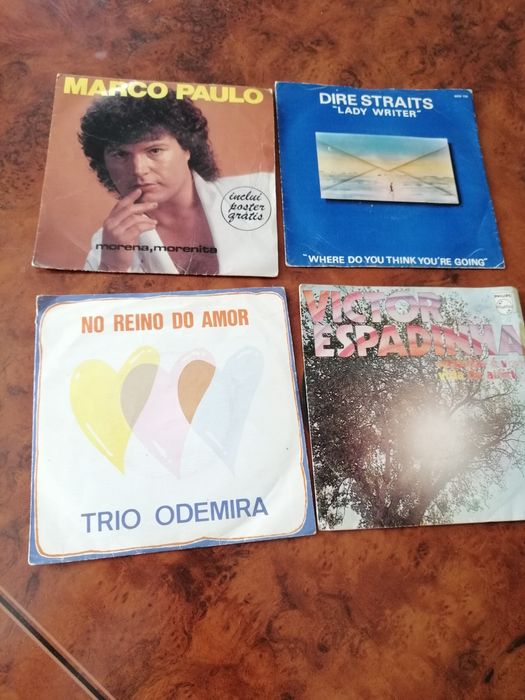 MARCO PAULO
inclui
poster
grátis
morena, morenita
DIRE STRAITS
"LADY WRITER"
"WHERE DO YOU THINK YOU'RE GOING"
NO REINO DO AMOR
TRIO ODEMIRA
PHILIPS
VICTOR
ESPADINHA